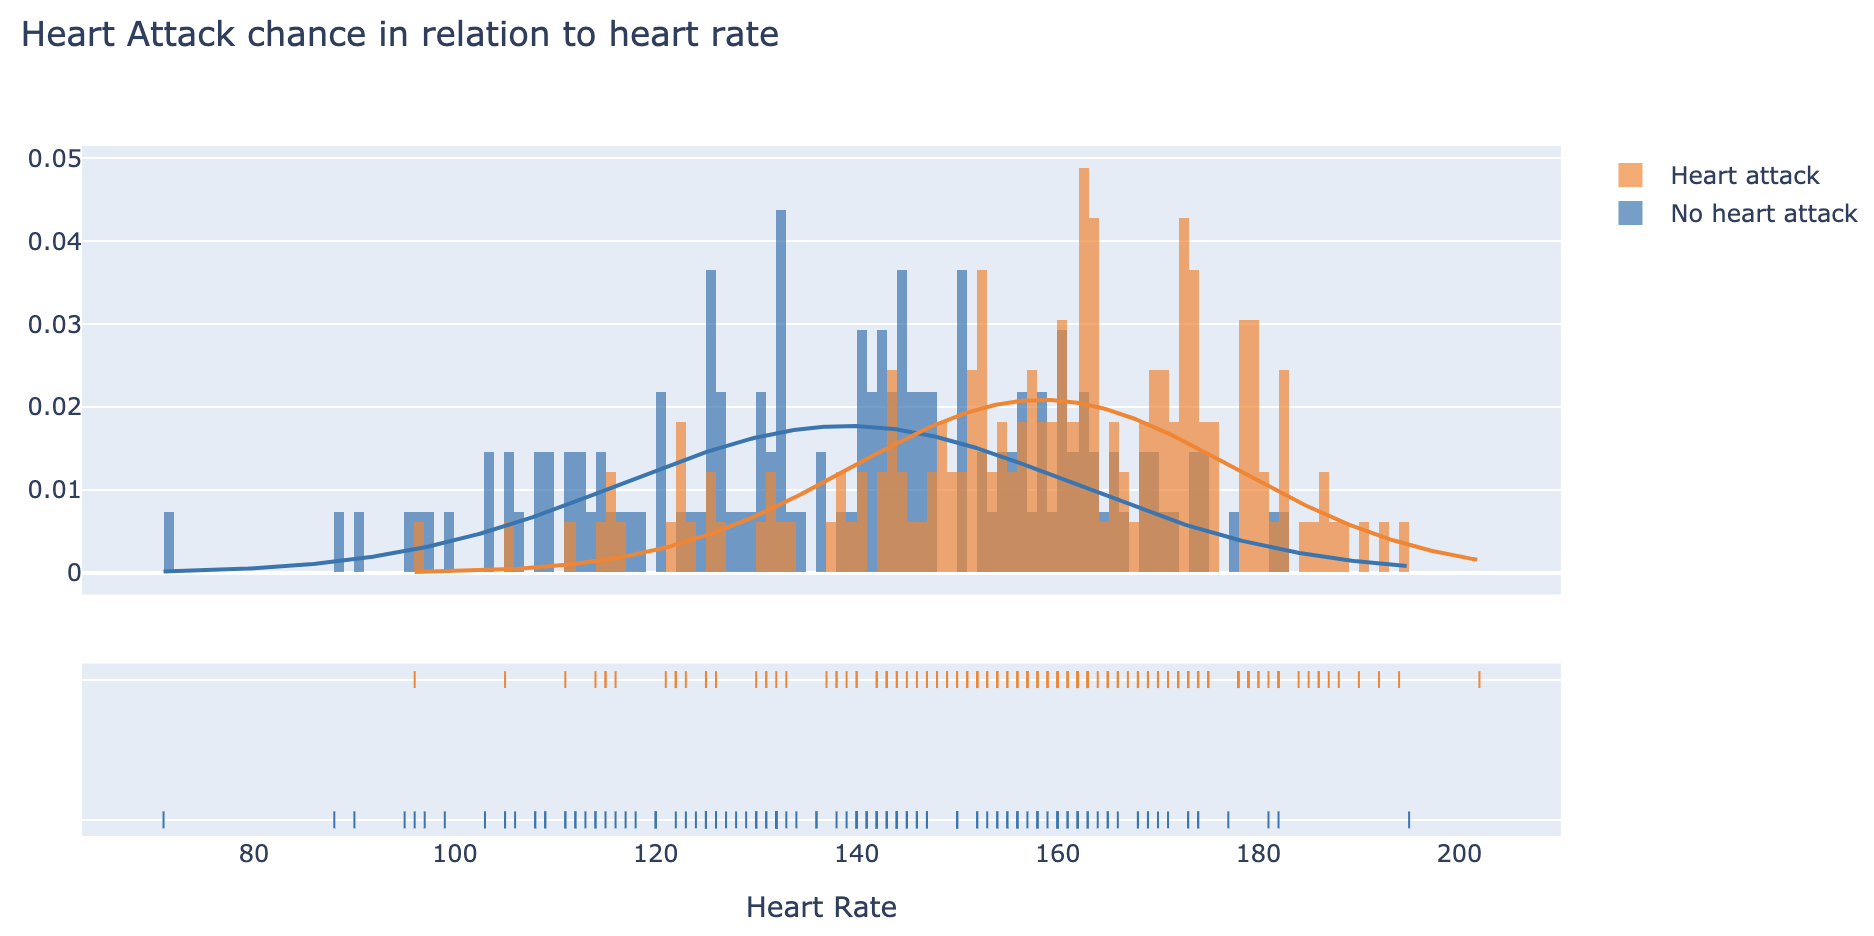 Heart Attack chance in relation to heart rate
0.05
0.04
0.03
0.02
0.01
0
Heart attack
No heart attack
80 100 120 140 160 180 200
Heart Rate